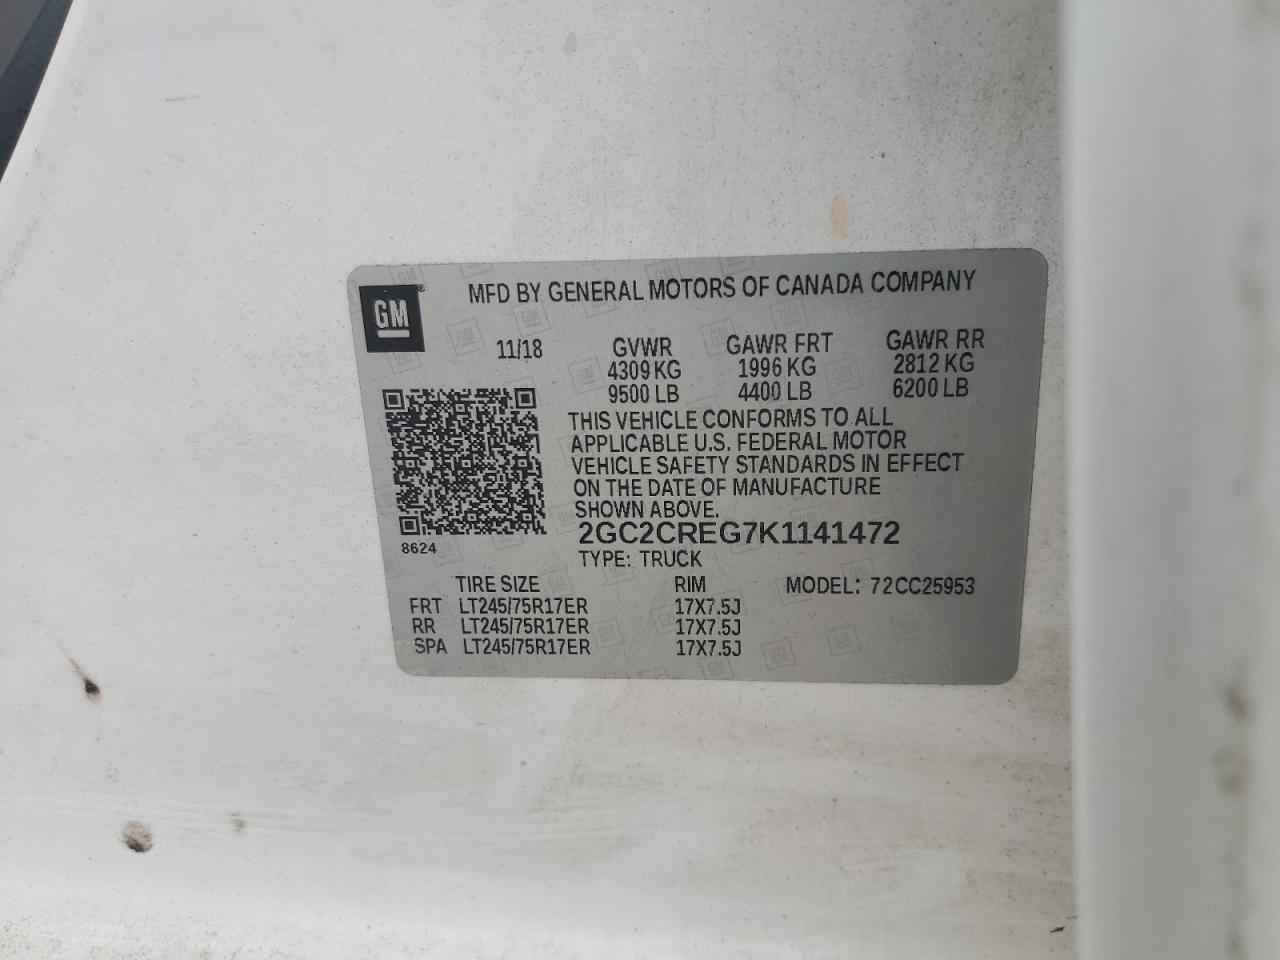 MFD BY GENERAL MOTORS OF CANADA COMPANY
GM®
11/18 GVWR GAWR FRT GAWR RR
4309 KG 1996 KG 2812 KG
9500 LB 4400 LB 6200 LB
THIS VEHICLE CONFORMS TO ALL
APPLICABLE U.S. FEDERAL MOTOR
VEHICLE SAFETY STANDARDS IN EFFECT
ON THE DATE OF MANUFACTURE
SHOWN ABOVE.
2GC2CREG7K1141472
8624
TYPE: TRUCK
TIRE SIZE RIM MODEL: 72CC25953
FRT LT245/75R17ER 17X7.5J
RR LT245/75R17ER 17X7.5J
SPA LT245/75R17ER 17X7.5J